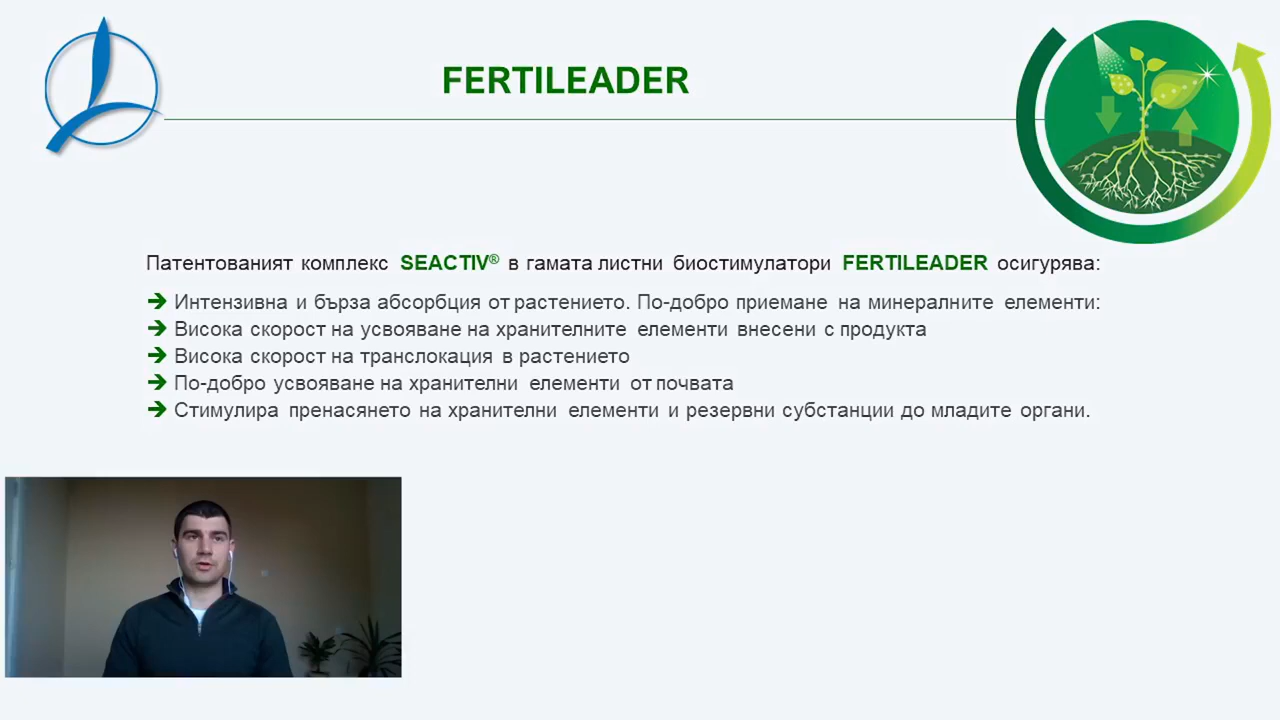 FERTILEADER
Патентованият комплекс SEACTIV® в гамата листни биостимулатори FERTILEADER осигурява:
➔ Интензивна и бърза абсорбция от растението. По-добро приемане на минералните елементи:
➔ Висока скорост на усвояване на хранителните елементи внесени с продукта
➔ Висока скорост на транслокация в растението
➔ По-добро усвояване на хранителни елементи от почвата
➔ Стимулира пренасянето на хранителни елементи и резервни субстанции до младите органи.